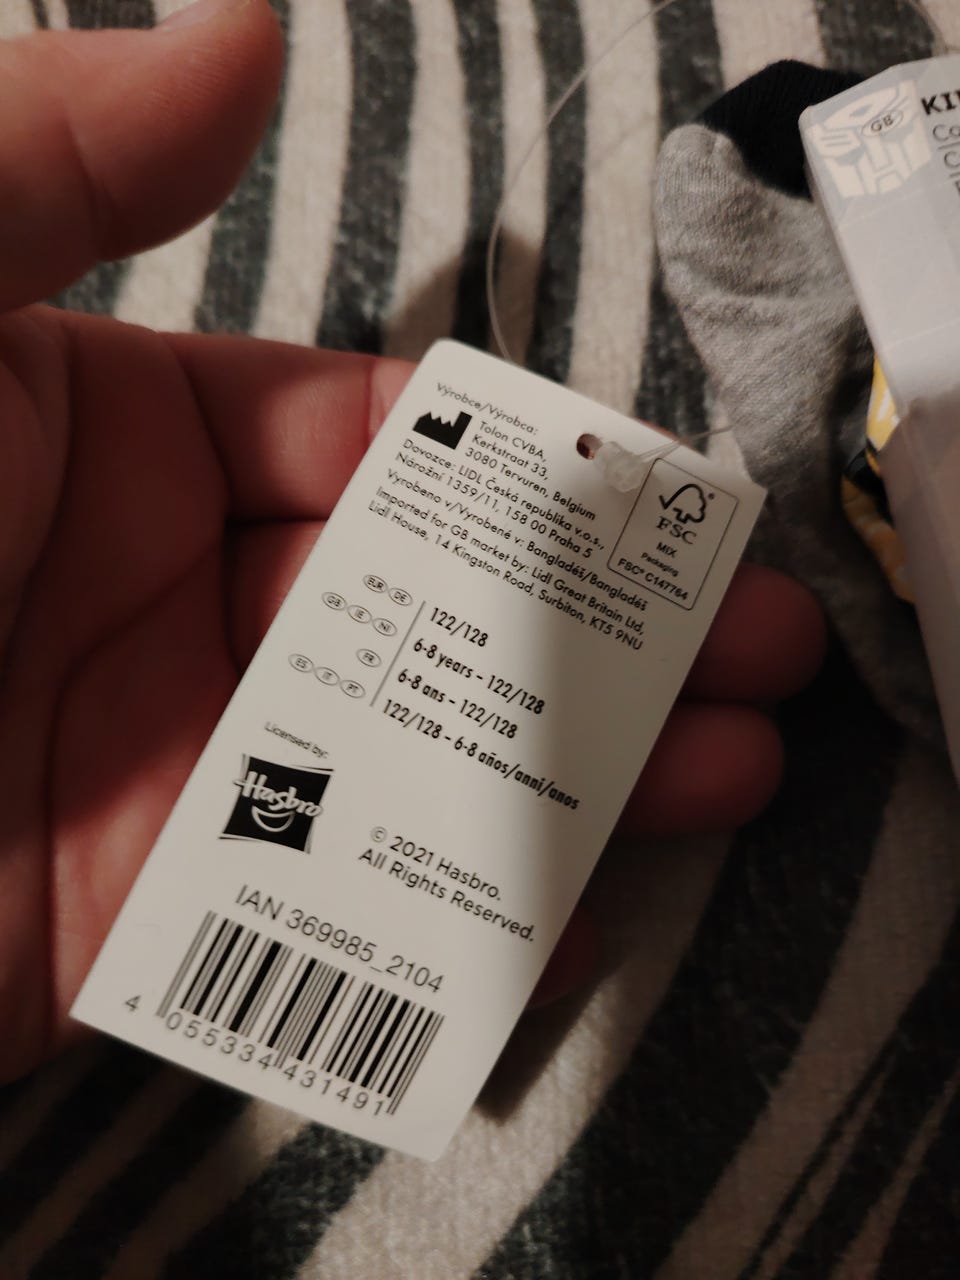 Výrobce/Výrobca:
Tolon CVBA,
Kerkstraat 33,
3080 Tervuren, Belgium
Dovozce: LIDL Česká republika v.o.s.,
Nárožní 1359/11, 158 00 Praha 5
Vyrobeno v/Vyrobené v: Bangladéš/Bangladéš
Imported for GB market by: Lidl Great Britain Ltd,
Lidl House, 14 Kingston Road, Surbiton, KT5 9NU
FSC®
MIX
Packaging
FSC® C147764
EUR DE 122/128
GB IE NI 6-8 years - 122/128
FR 6-8 ans - 122/128
ES IT PT 122/128 - 6-8 años/anni/anos
Licensed by:
Hasbro
© 2021 Hasbro.
All Rights Reserved.
IAN 369985_2104
4 055334 431491
GB